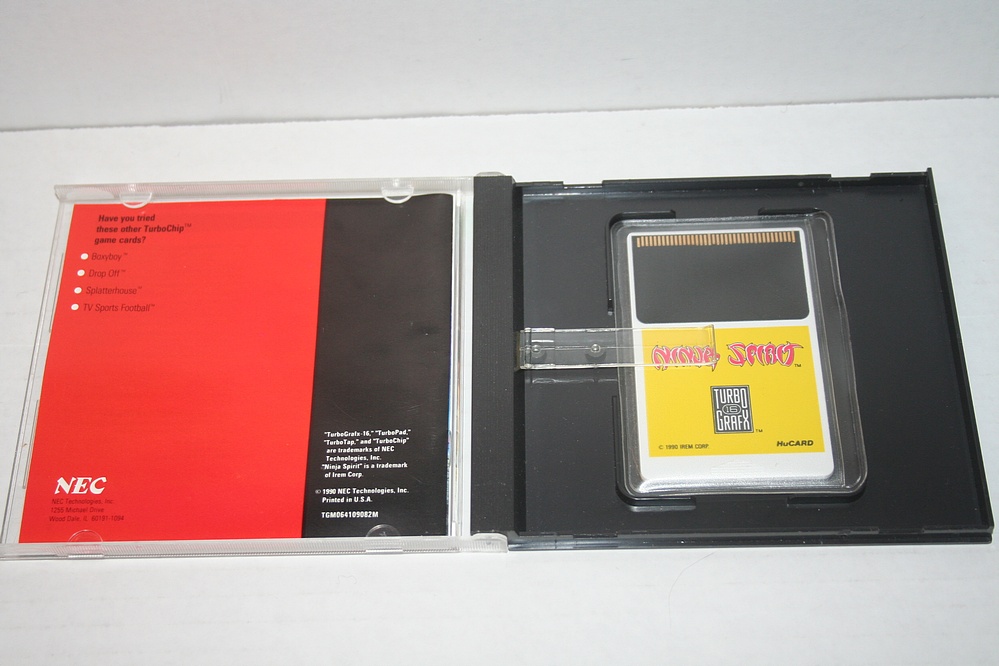 Have you tried
these other TurboChip™
game cards?
Boxyboy™
Drop Off™
Splatterhouse™
TV Sports Football™
NEC
NEC Technologies, Inc.
1255 Michael Drive
Wood Dale, IL 60191-1094
"TurboGrafx-16," "TurboPad,"
"TurboTap," and "TurboChip"
are trademarks of NEC
Technologies, Inc.
"Ninja Spirit" is a trademark
of Irem Corp.
© 1990 NEC Technologies, Inc.
Printed in U.S.A.
TGM064109082M
NINJA SPIRIT™
TURBO
16
GRAFX™
© 1990 IREM CORP.
HuCARD